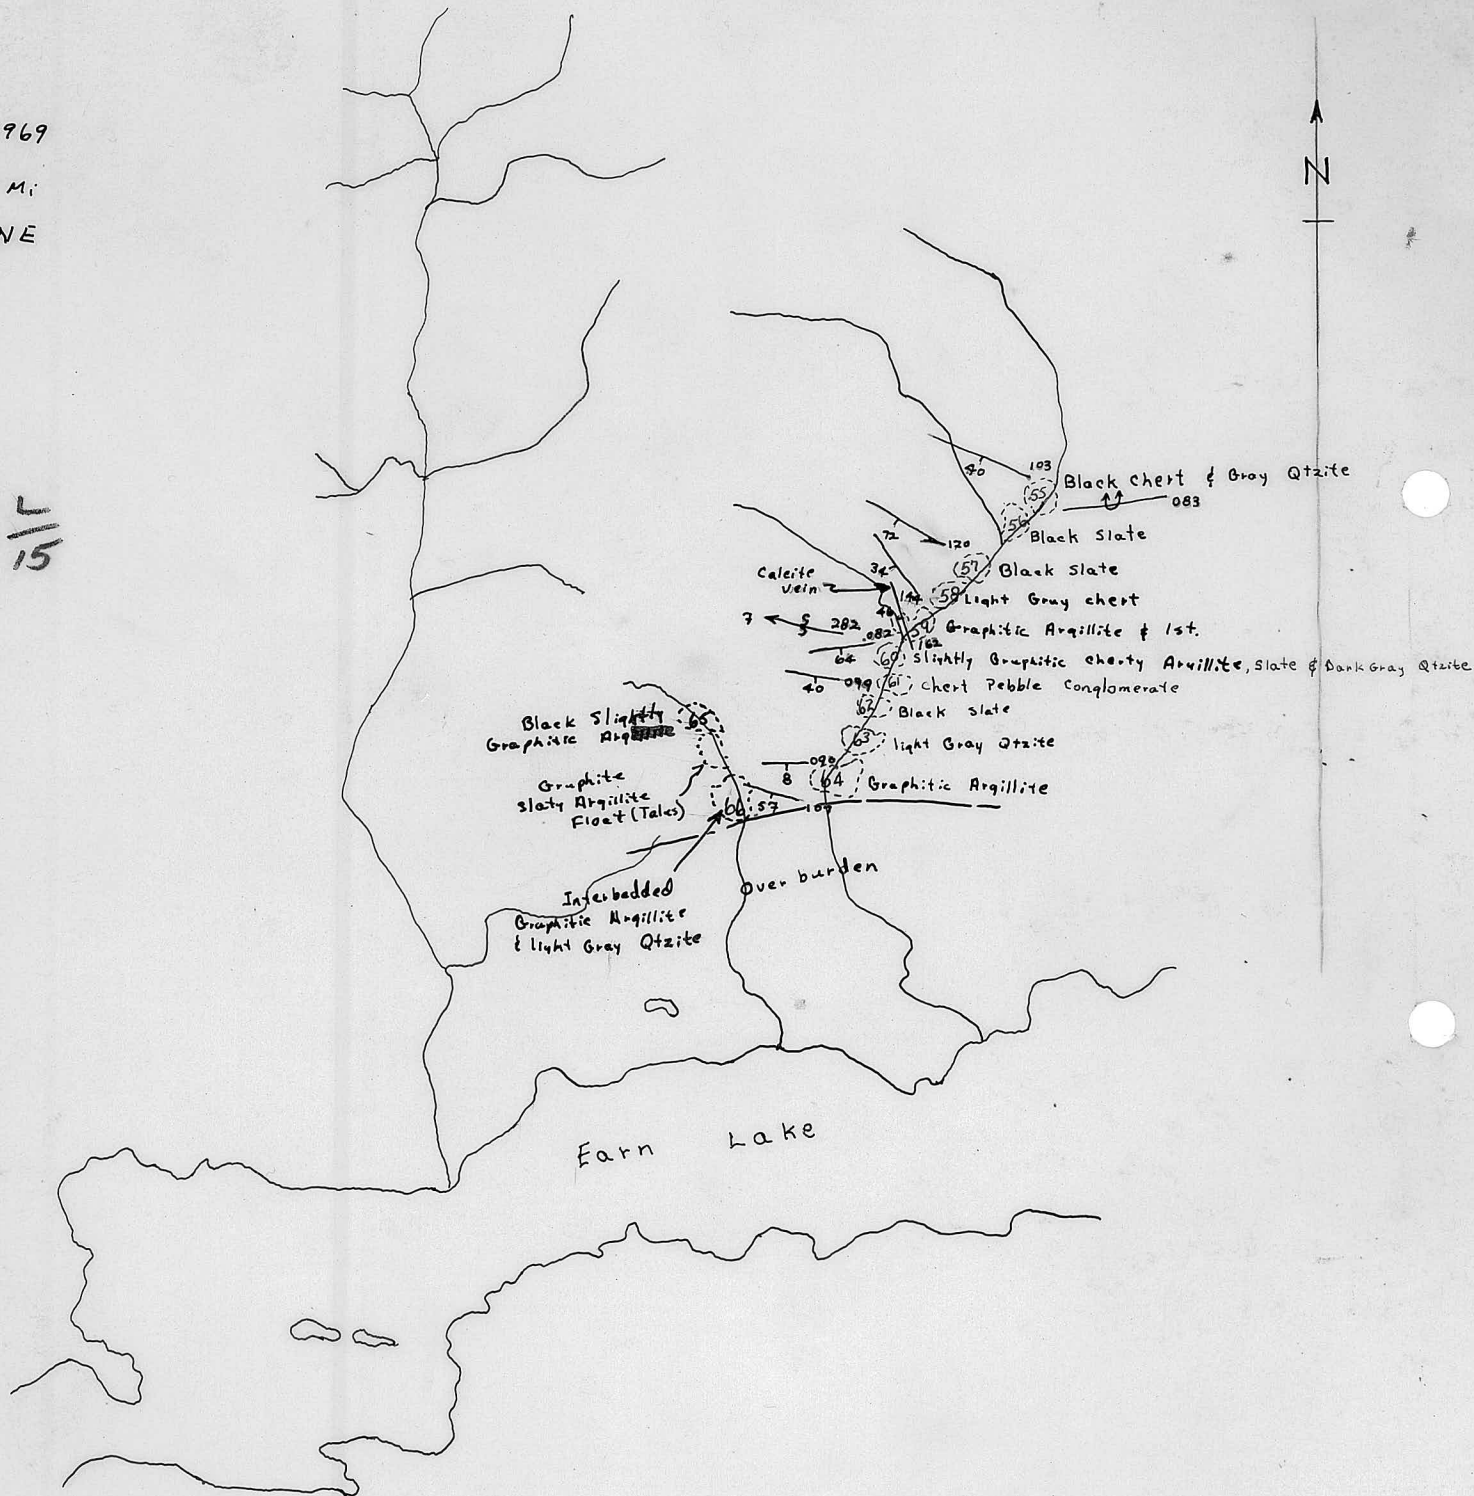 969
Mi
NE
N
L
15
40
103
55
Black Chert & Gray Qtzite
083
56
Black Slate
72
120
57
Black Slate
34
Calcite
vein
144
58
Light Gray chert
46
7
282
.082
59
162
Graphitic Argillite & lst.
64
60
Slightly Graphitic cherty Argillite, Slate & Dark Gray Qtzite
40
099
61
Chert Pebble Conglomerate
62
Black Slate
65
Black Slightly
Graphitic
63
light Gray Qtzite
090
8
64
Graphitic Argillite
Graphite
Slaty Argillite
Float (Talus)
66
57
109
Over burden
Interbedded
Graphitic Argillite
& light Gray Qtzite
Earn Lake